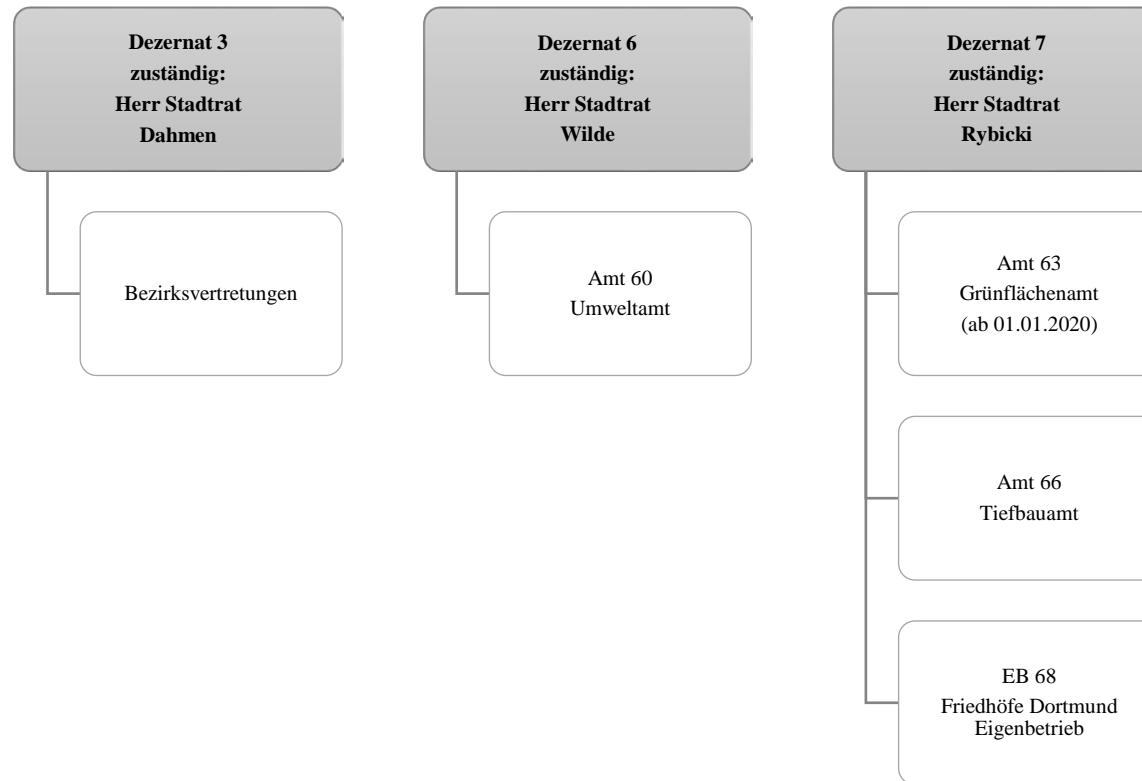 Dezernat 3
zuständig:
Herr Stadtrat
Dahmen
Bezirksvertretungen
Dezernat 6
zuständig:
Herr Stadtrat
Wilde
Amt 60
Umweltamt
Dezernat 7
zuständig:
Herr Stadtrat
Rybicki
Amt 63
Grünflächenamt
(ab 01.01.2020)
Amt 66
Tiefbauamt
EB 68
Friedhöfe Dortmund
Eigenbetrieb